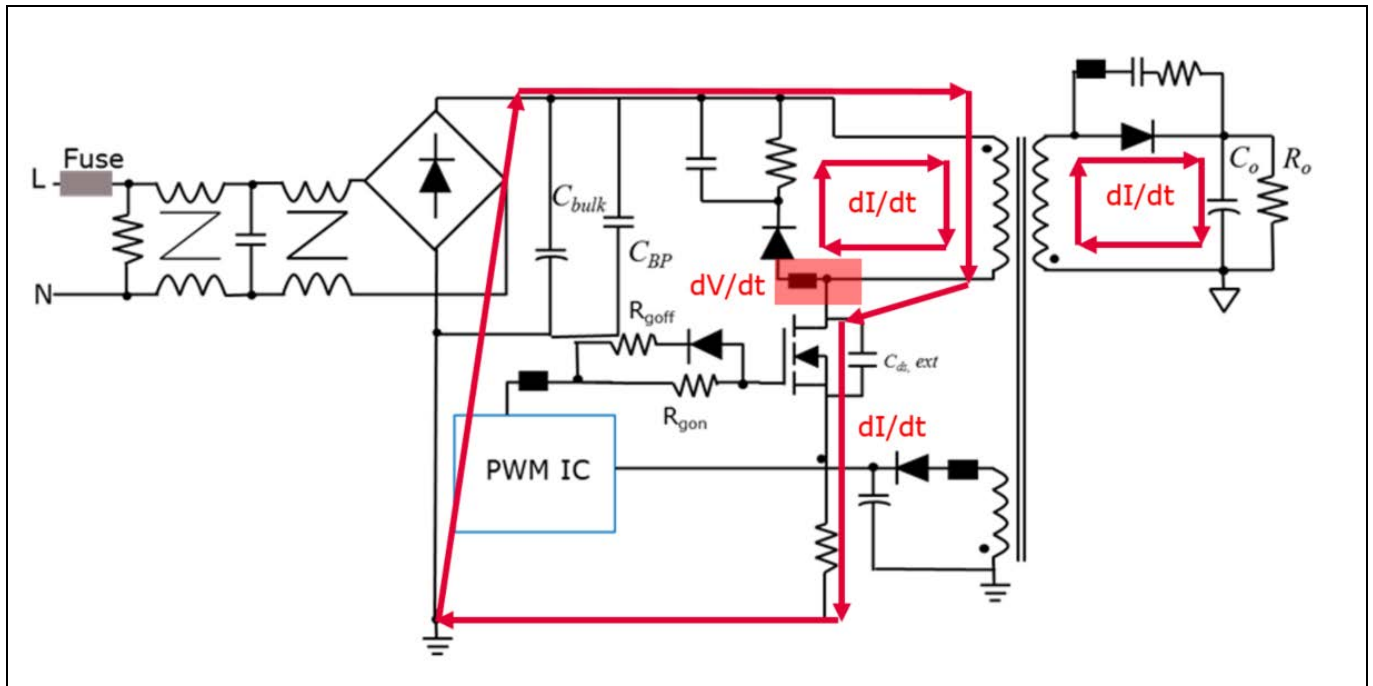 Fuse
L
N
C_bulk
C_BP
dI/dt
dI/dt
C_o
R_o
dV/dt
R_goff
C_ds, ext
R_gon
dI/dt
PWM IC